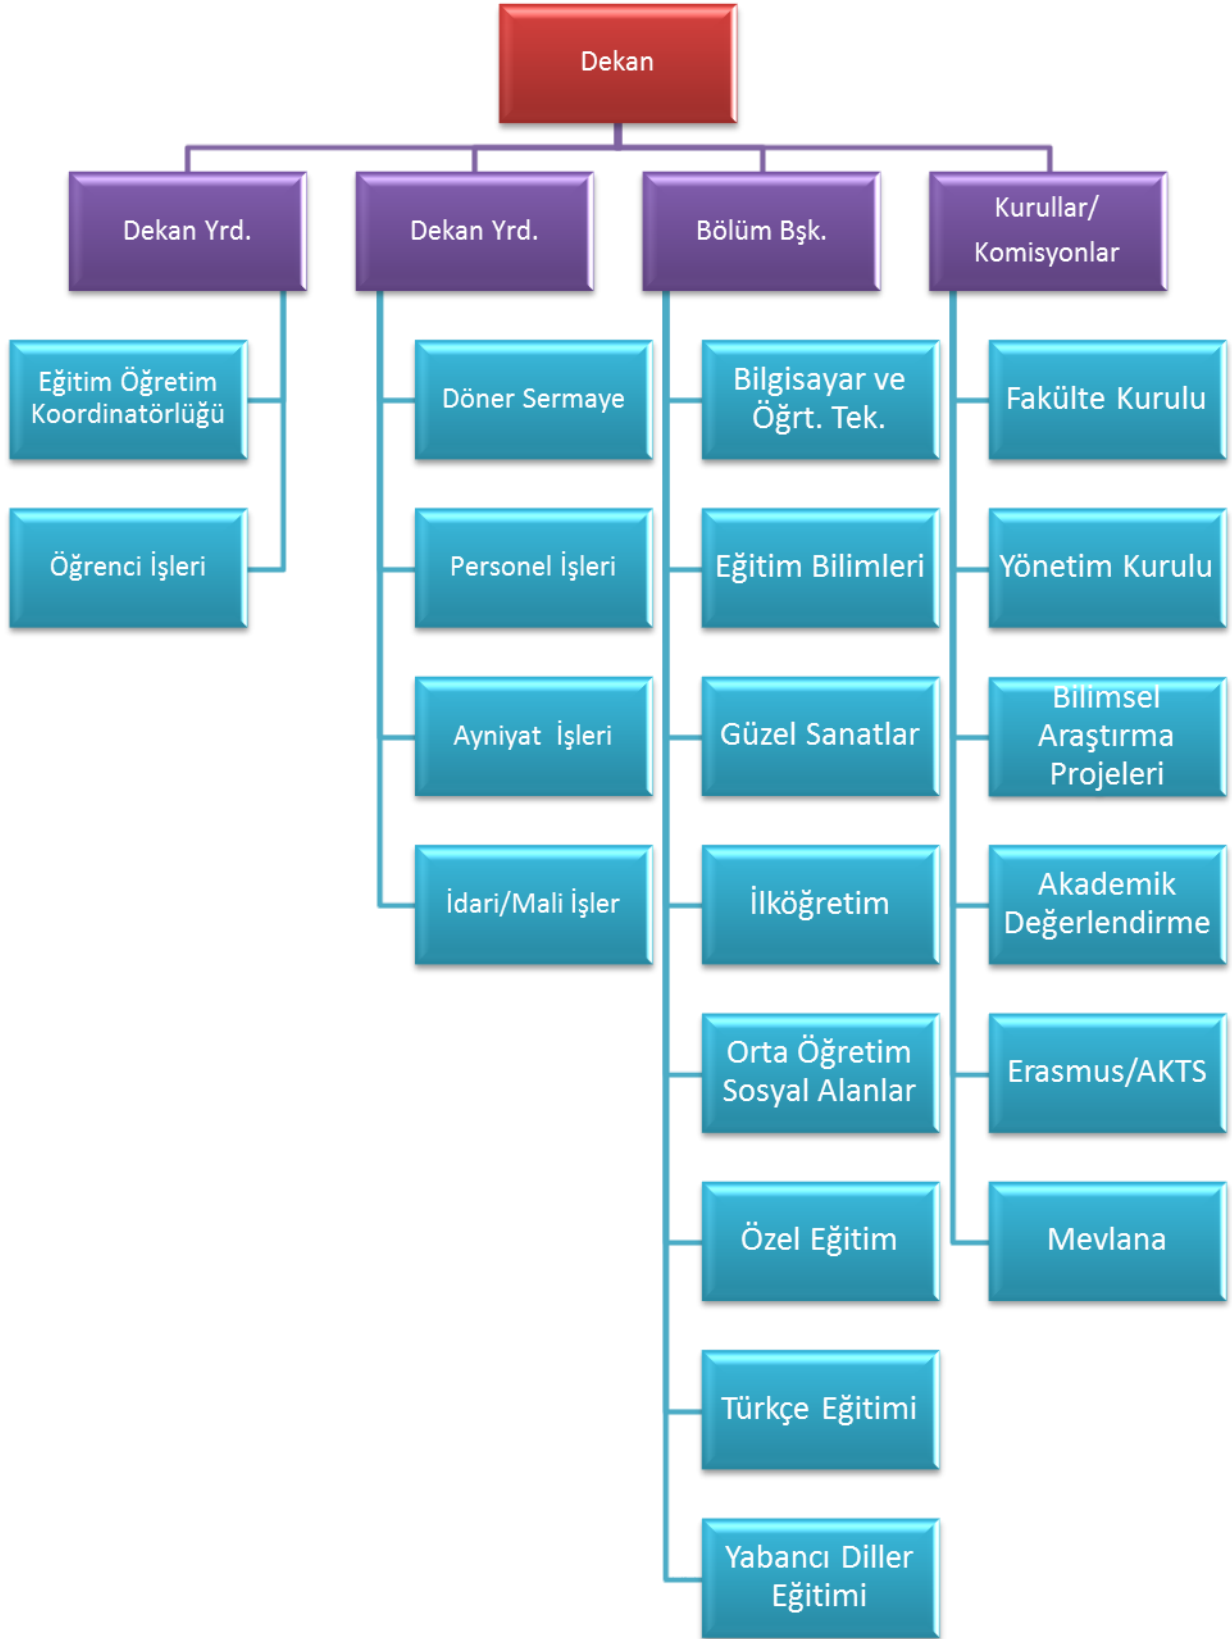 Dekan
Dekan Yrd.
Eğitim Öğretim
Koordinatörlüğü
Öğrenci İşleri
Dekan Yrd.
Döner Sermaye
Personel İşleri
Ayniyat İşleri
İdari/Mali İşler
Bölüm Bşk.
Bilgisayar ve
Öğrt. Tek.
Eğitim Bilimleri
Güzel Sanatlar
İlköğretim
Orta Öğretim
Sosyal Alanlar
Özel Eğitim
Türkçe Eğitimi
Yabancı Diller
Eğitimi
Kurullar/
Komisyonlar
Fakülte Kurulu
Yönetim Kurulu
Bilimsel
Araştırma
Projeleri
Akademik
Değerlendirme
Erasmus/AKTS
Mevlana